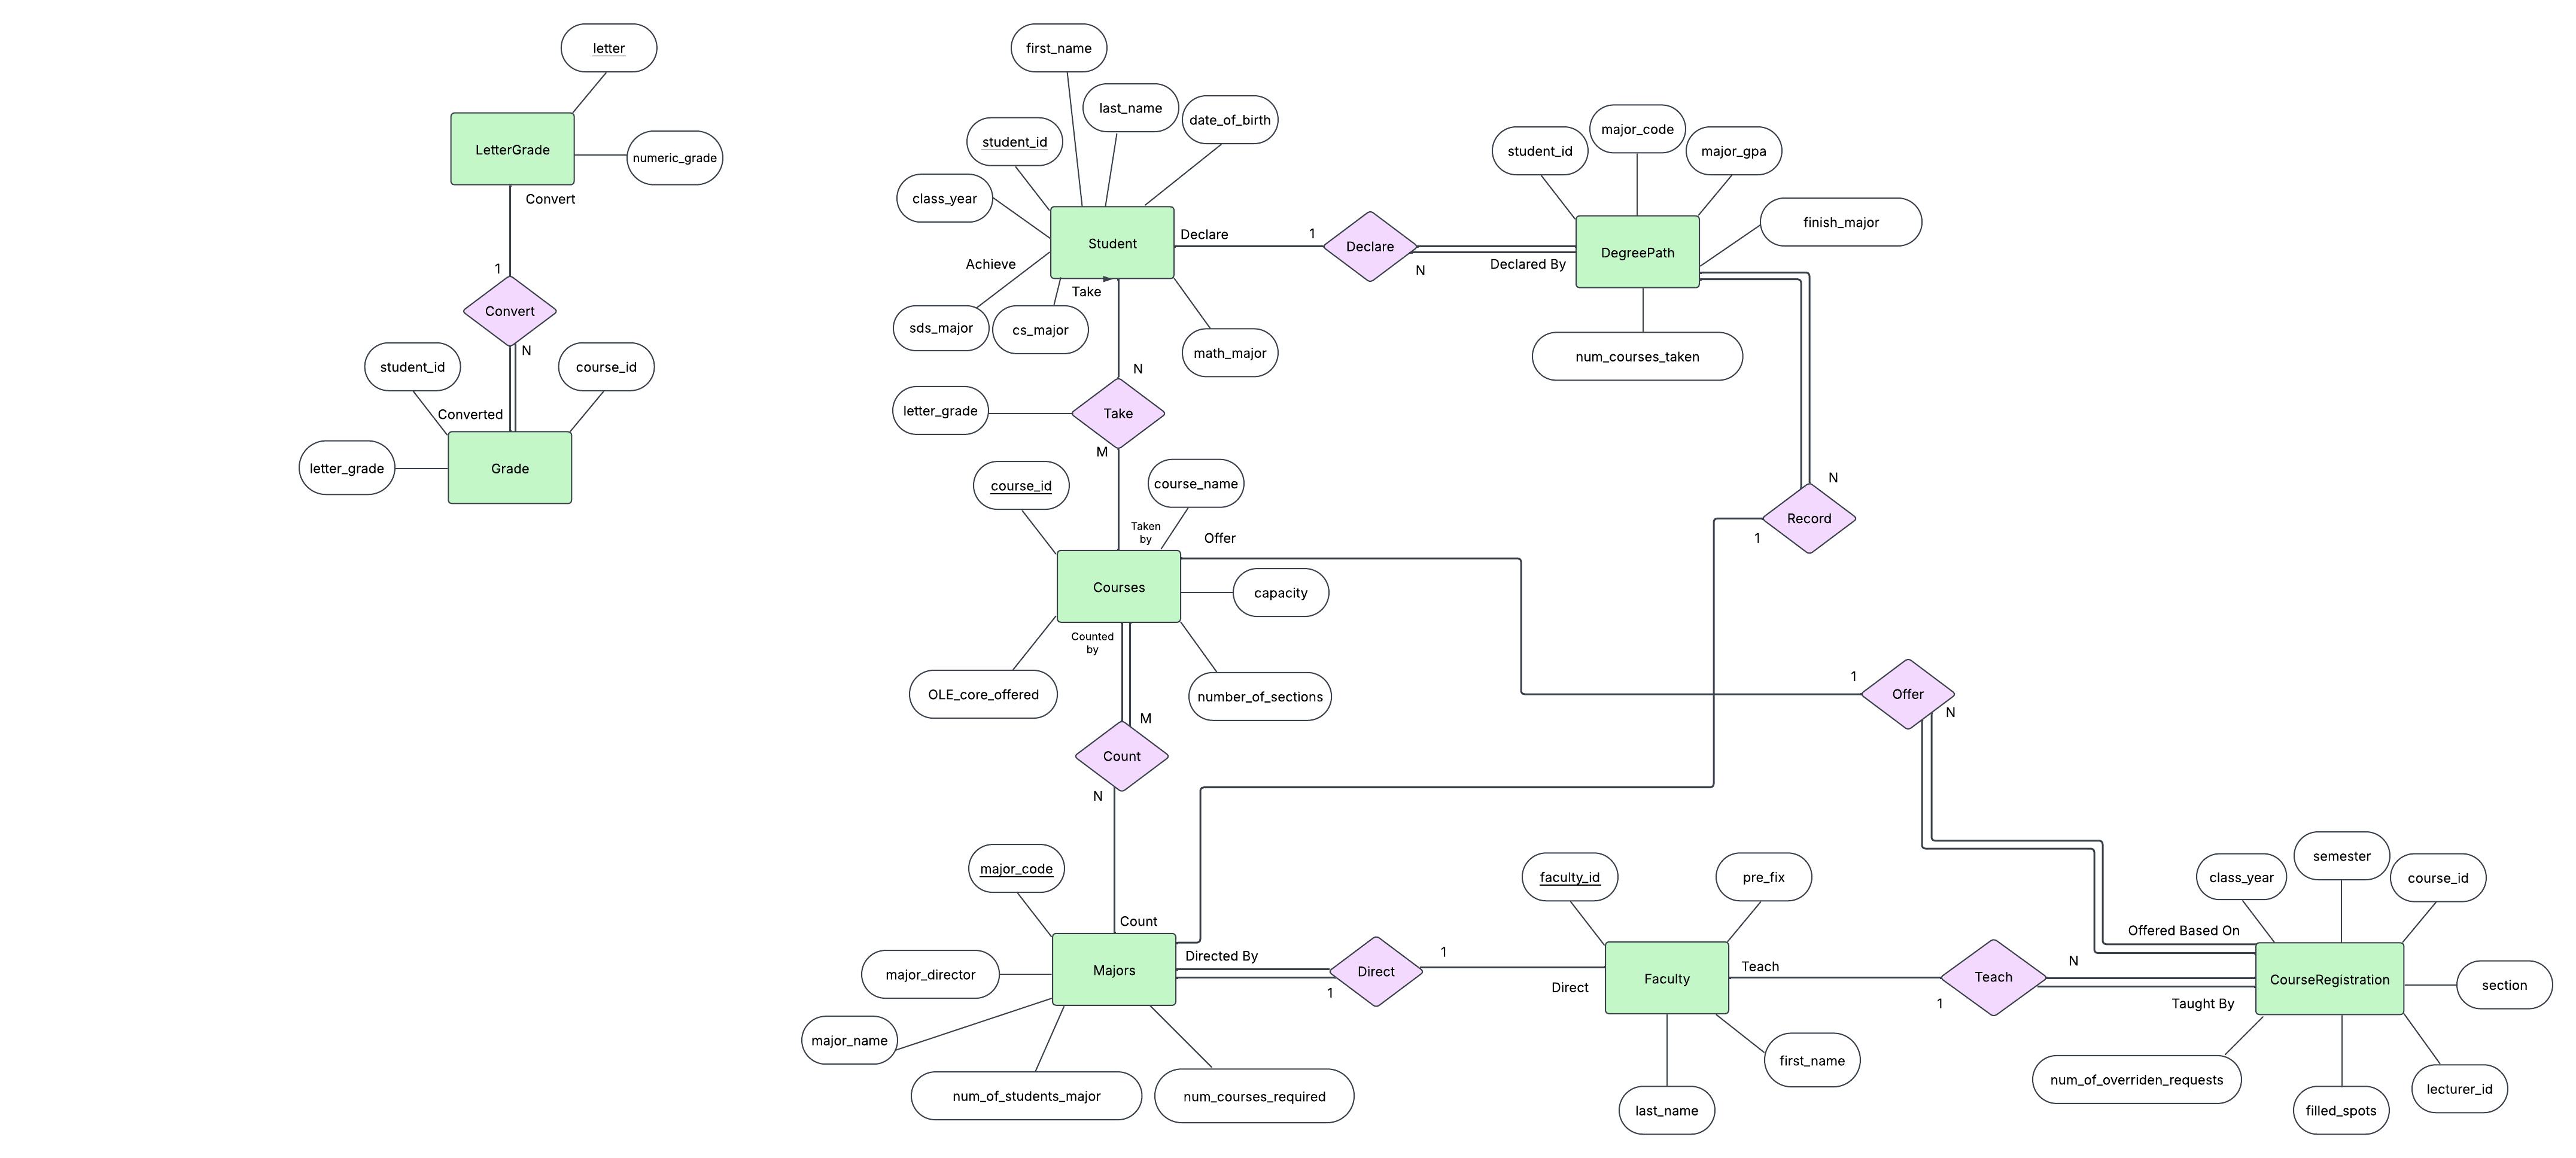 letter
LetterGrade
numeric_grade
Convert
1
Convert
N
student_id
course_id
Converted
letter_grade
Grade
first_name
last_name
date_of_birth
student_id
class_year
Student
Achieve
Take
sds_major
cs_major
math_major
Declare
1
Declare
N
Declared By
student_id
major_code
major_gpa
finish_major
DegreePath
num_courses_taken
N
letter_grade
Take
M
course_id
course_name
Taken
by
Offer
Courses
capacity
Counted
by
OLE_core_offered
number_of_sections
M
Count
N
N
Record
1
1
Offer
N
major_code
Count
major_director
Majors
Directed By
major_name
num_of_students_major
num_courses_required
1
Direct
1
Direct
faculty_id
pre_fix
Faculty
last_name
first_name
Teach
1
Teach
N
Taught By
Offered Based On
class_year
semester
course_id
CourseRegistration
section
num_of_overriden_requests
filled_spots
lecturer_id